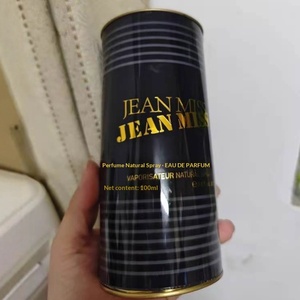 JEAN MISS
JEAN MISS
Perfume Natural Spray · EAU DE PARFUM
VAPORISATEUR NATURAL
Net content: 100ml